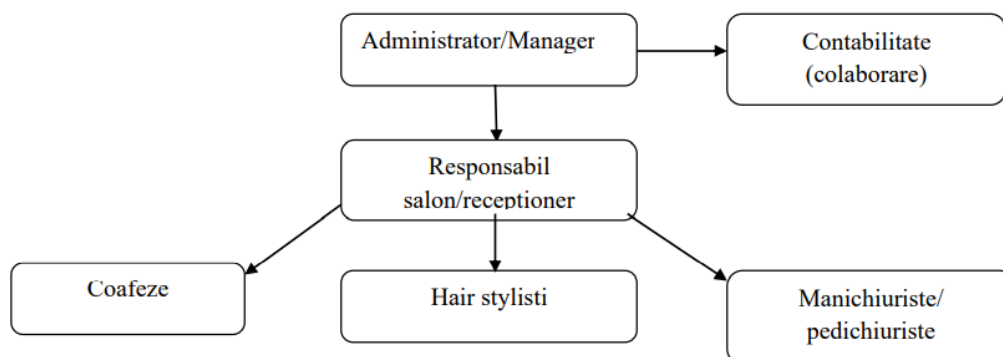 Administrator/Manager
Contabilitate
(colaborare)
Responsabil
salon/receptioner
Coafeze
Hair stylisti
Manichiuriste/
pedichiuriste